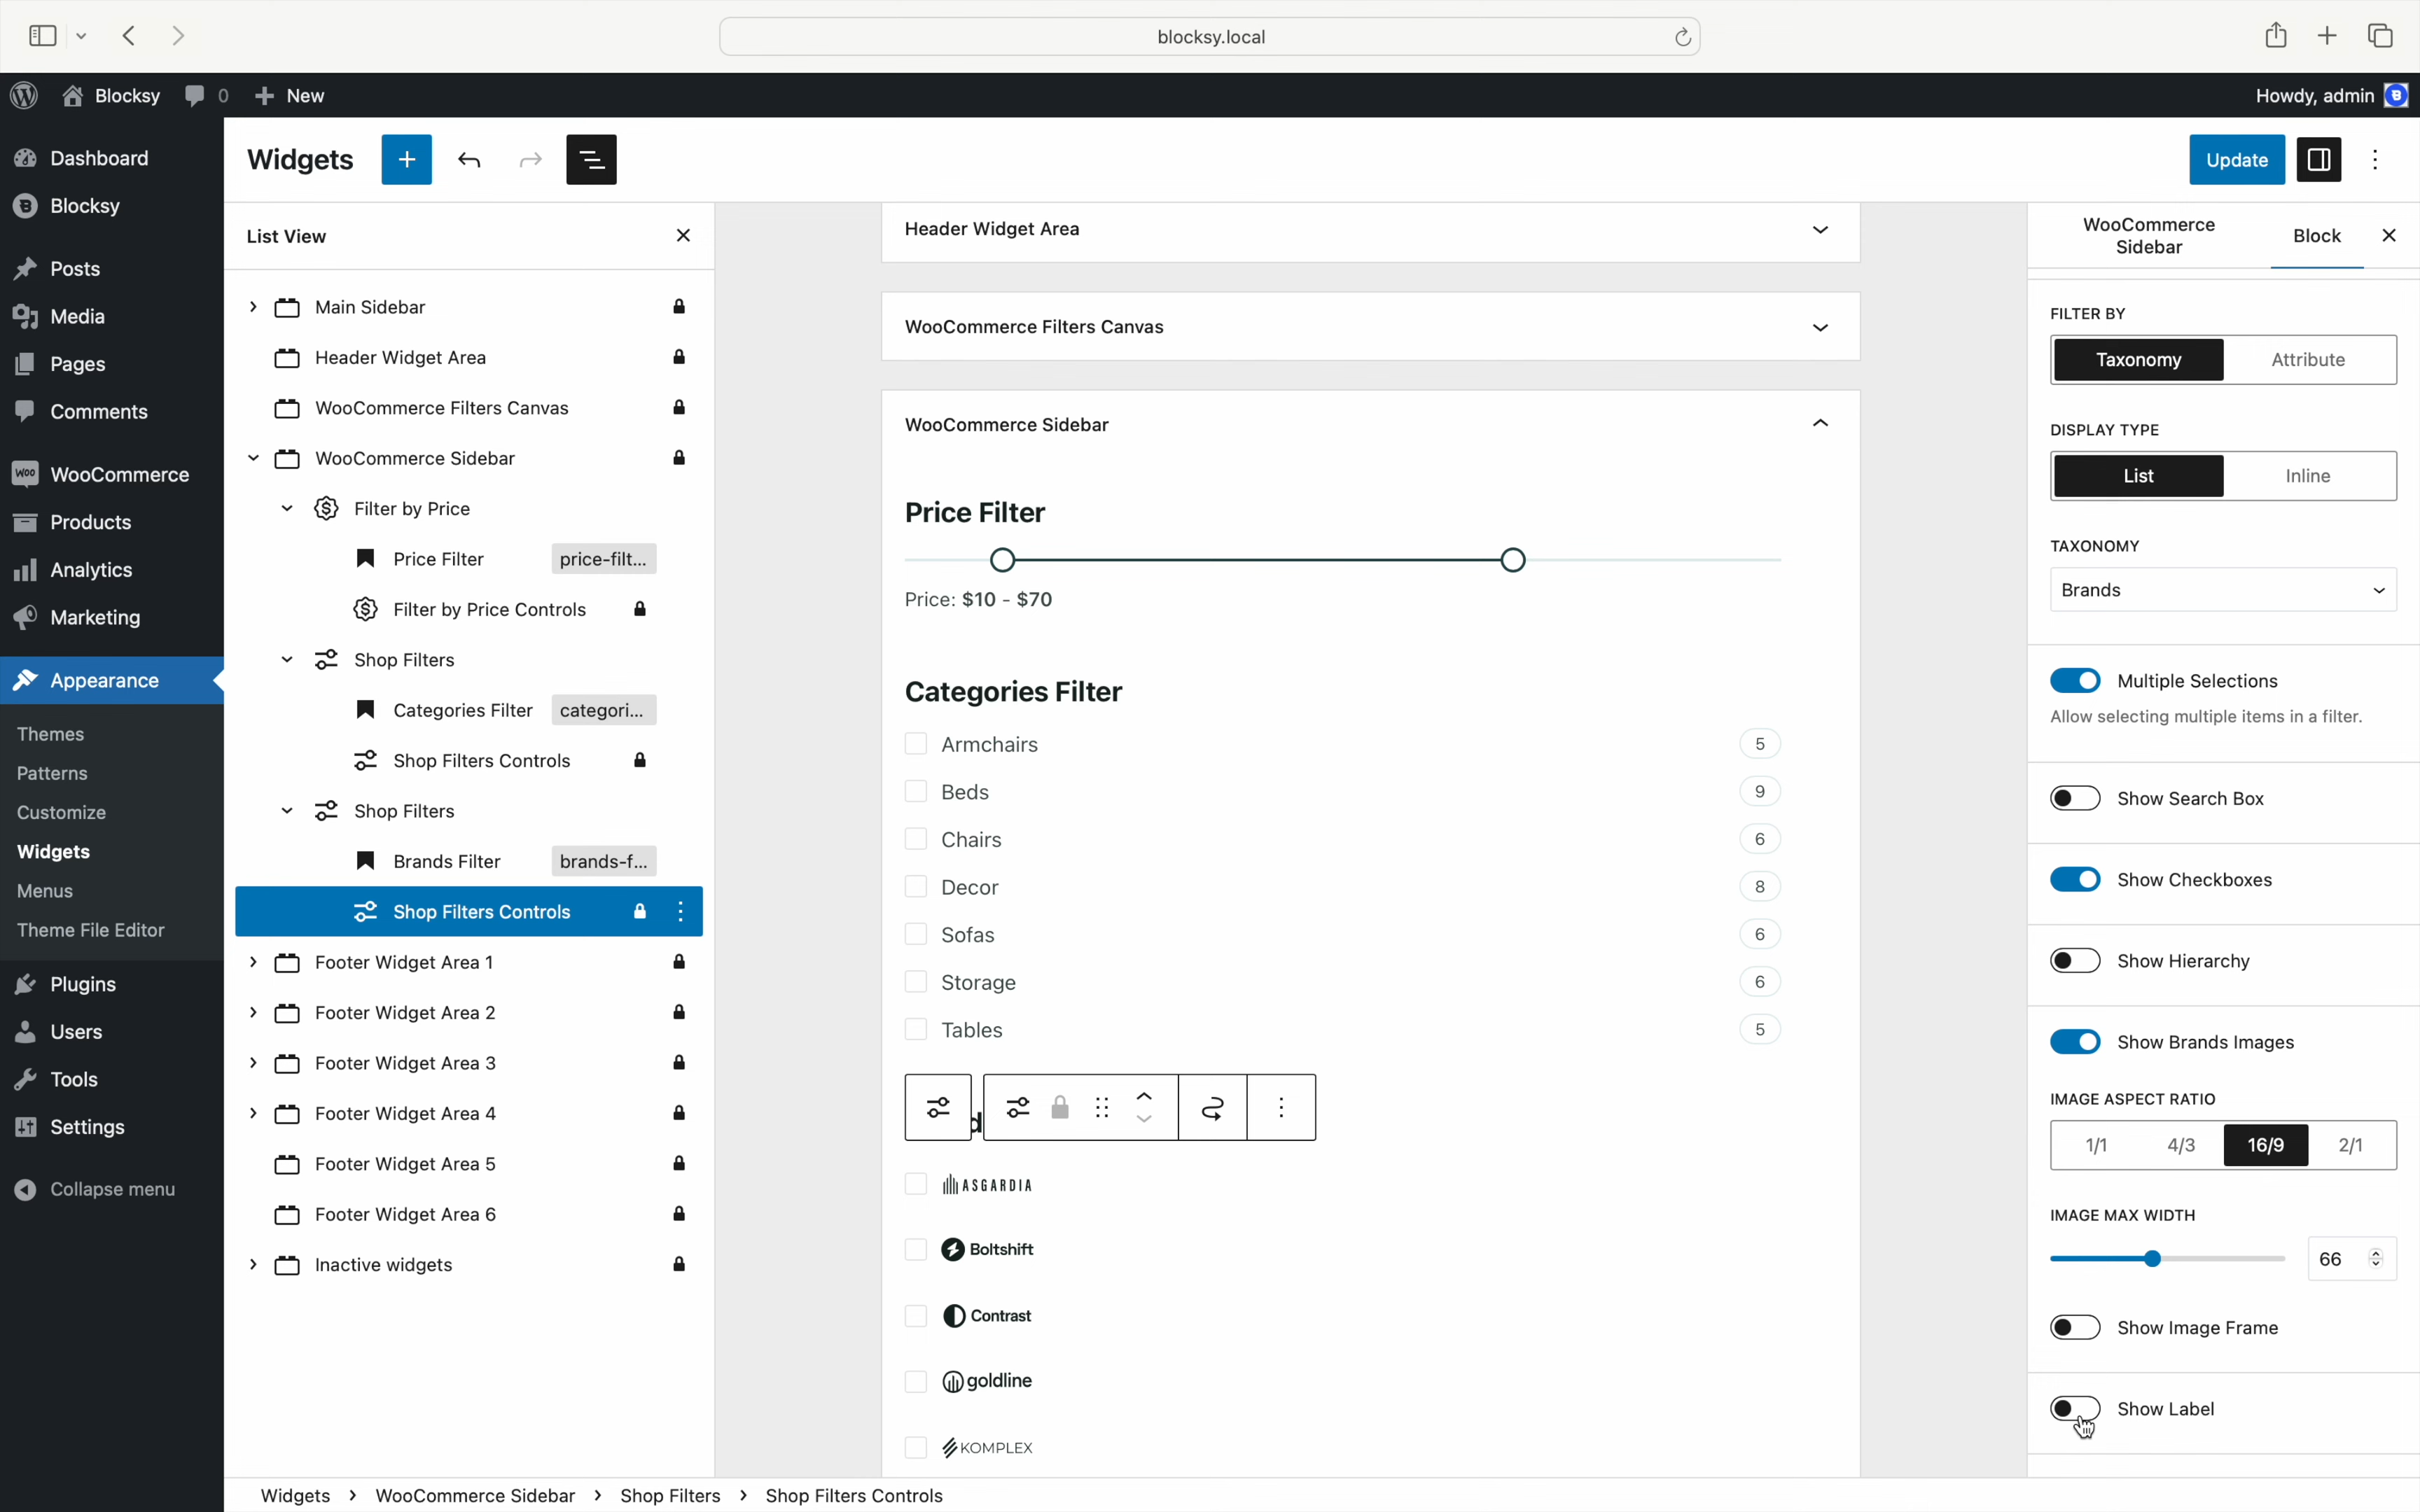 blocksy.local
Blocksy 0 New
Howdy, admin
Dashboard
Blocksy
Posts
Media
Pages
Comments
WOO WooCommerce
Products
Analytics
Marketing
Appearance
Themes
Patterns
Customize
Widgets
Menus
Theme File Editor
Plugins
Users
Tools
Settings
Collapse menu
Widgets
Update
List View
Main Sidebar
Header Widget Area
WooCommerce Filters Canvas
WooCommerce Sidebar
Filter by Price
Price Filter price-filt...
Filter by Price Controls
Shop Filters
Categories Filter categori...
Shop Filters Controls
Shop Filters
Brands Filter brands-f...
Shop Filters Controls
Footer Widget Area 1
Footer Widget Area 2
Footer Widget Area 3
Footer Widget Area 4
Footer Widget Area 5
Footer Widget Area 6
Inactive widgets
Header Widget Area
WooCommerce Filters Canvas
WooCommerce Sidebar
Price Filter
Price: $10 - $70
Categories Filter
Armchairs 5
Beds 9
Chairs 6
Decor 8
Sofas 6
Storage 6
Tables 5
ASGARDIA
Boltshift
Contrast
goldline
KOMPLEX
WooCommerce
Sidebar
Block
FILTER BY
Taxonomy Attribute
DISPLAY TYPE
List Inline
TAXONOMY
Brands
Multiple Selections
Allow selecting multiple items in a filter.
Show Search Box
Show Checkboxes
Show Hierarchy
Show Brands Images
IMAGE ASPECT RATIO
1/1 4/3 16/9 2/1
IMAGE MAX WIDTH
66
Show Image Frame
Show Label
Widgets > WooCommerce Sidebar > Shop Filters > Shop Filters Controls